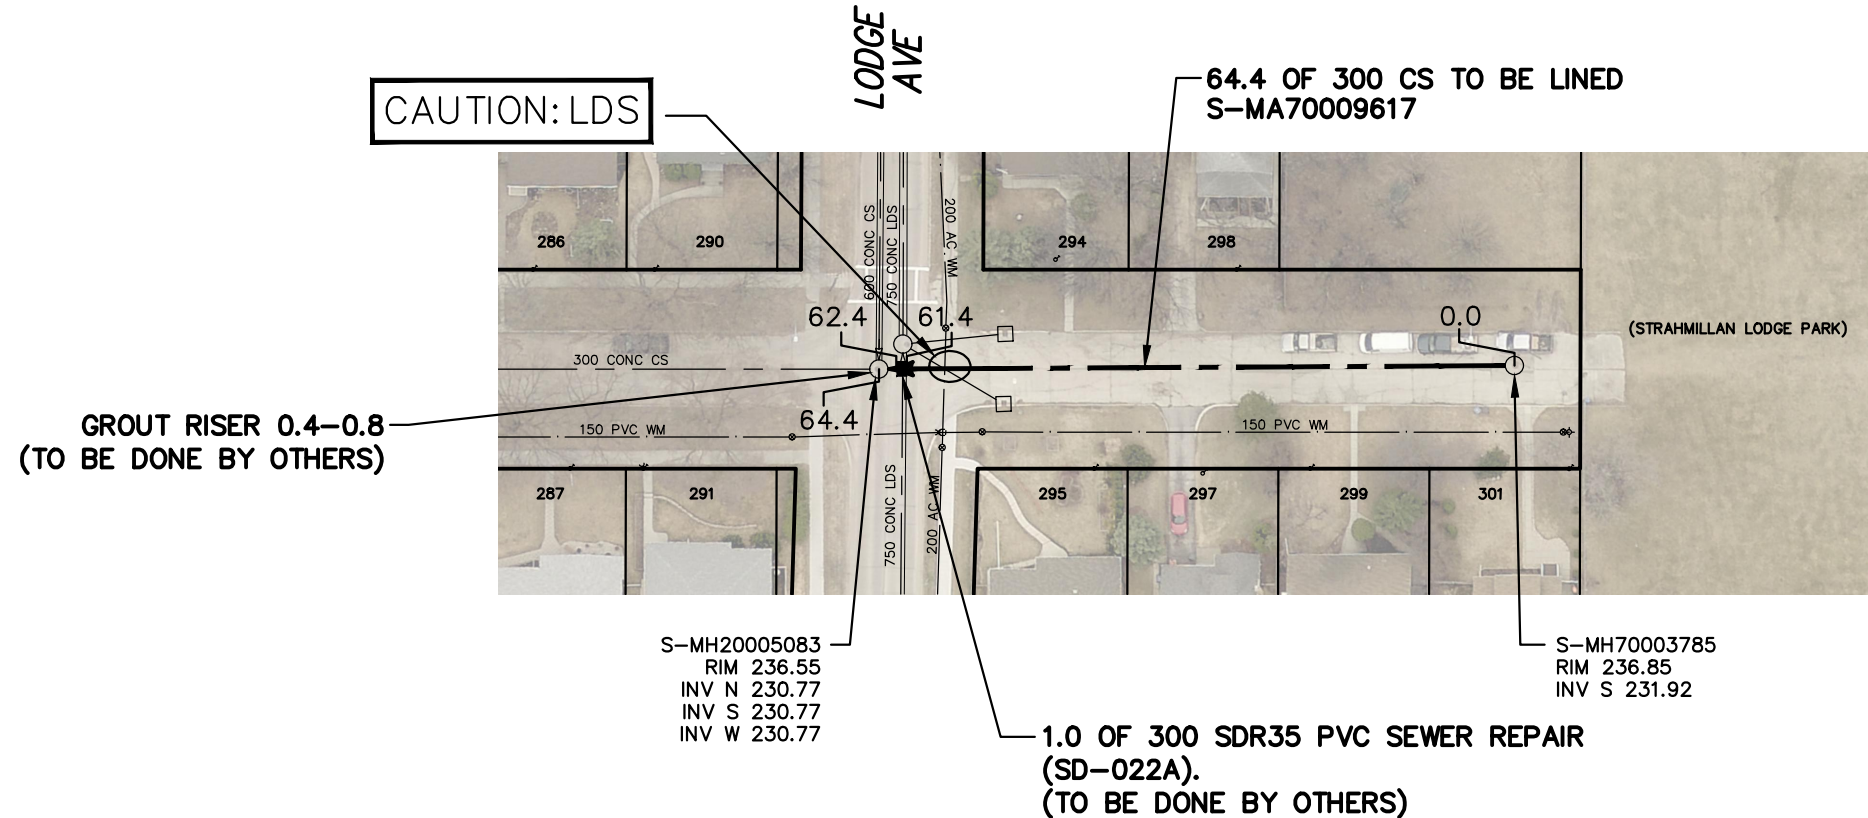 LODGE
AVE
CAUTION: LDS
64.4 OF 300 CS TO BE LINED
S-MA70009617
600 CONC CS
750 CONC LDS
200 AC WM
286
290
294
298
62.4
61.4
0.0
(STRAHMILLAN LODGE PARK)
300 CONC CS
64.4
GROUT RISER 0.4-0.8
(TO BE DONE BY OTHERS)
150 PVC WM
150 PVC WM
750 CONC LDS
200 AC WM
287
291
295
297
299
301
S-MH20005083
RIM 236.55
INV N 230.77
INV S 230.77
INV W 230.77
S-MH70003785
RIM 236.85
INV S 231.92
1.0 OF 300 SDR35 PVC SEWER REPAIR
(SD-022A).
(TO BE DONE BY OTHERS)